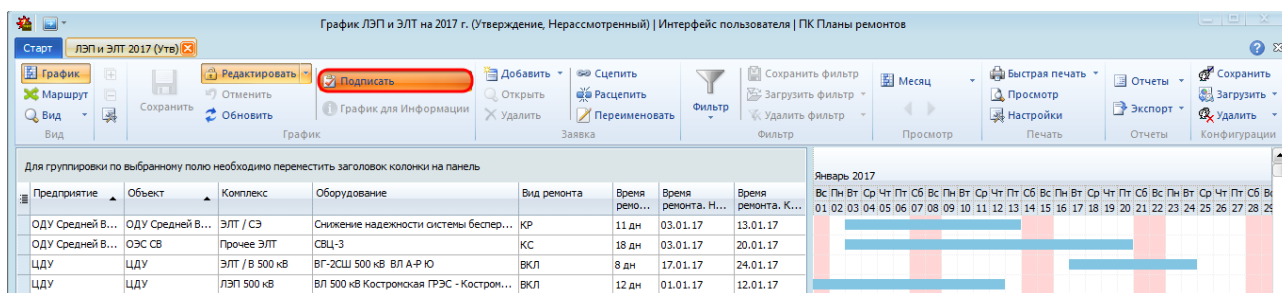 График ЛЭП и ЭЛТ на 2017 г. (Утверждение, Нерассмотренный) | Интерфейс пользователя | ПК Планы ремонтов
Старт ЛЭП и ЭЛТ 2017 (Утв)
График Редактировать Подписать Добавить Сцепить Сохранить фильтр Месяц Быстрая печать Отчеты Сохранить
Маршрут Сохранить Отменить График для Информации Открыть Расцепить Фильтр Загрузить фильтр Просмотр Экспорт Загрузить
Вид Обновить Удалить Переименовать Удалить фильтр Настройки Удалить
Вид График Заявка Фильтр Просмотр Печать Отчеты Конфигурации
Для группировки по выбранному полю необходимо переместить заголовок колонки на панель
Январь 2017
Предприятие Объект Комплекс Оборудование Вид ремонта Время ремо... Время ремонта. Н... Время ремонта. К...
Вс Пн Вт Ср Чт Пт Сб Вс Пн Вт Ср Чт Пт Сб Вс Пн Вт Ср Чт Пт Сб Вс Пн Вт Ср Чт Пт Сб Вс
01 02 03 04 05 06 07 08 09 10 11 12 13 14 15 16 17 18 19 20 21 22 23 24 25 26 27 28 29
ОДУ Средней В... ОДУ Средней В... ЭЛТ / СЭ Снижение надежности системы беспер... КР 11 дн 03.01.17 13.01.17
ОДУ Средней В... ОЭС СВ Прочее ЭЛТ СВЦ-3 КС 18 дн 03.01.17 20.01.17
ЦДУ ЦДУ ЭЛТ / В 500 кВ ВГ-2СШ 500 кВ ВЛ А-Р Ю ВКЛ 8 дн 17.01.17 24.01.17
ЦДУ ЦДУ ЛЭП 500 кВ ВЛ 500 кВ Костромская ГРЭС - Костром... ВКЛ 12 дн 01.01.17 12.01.17